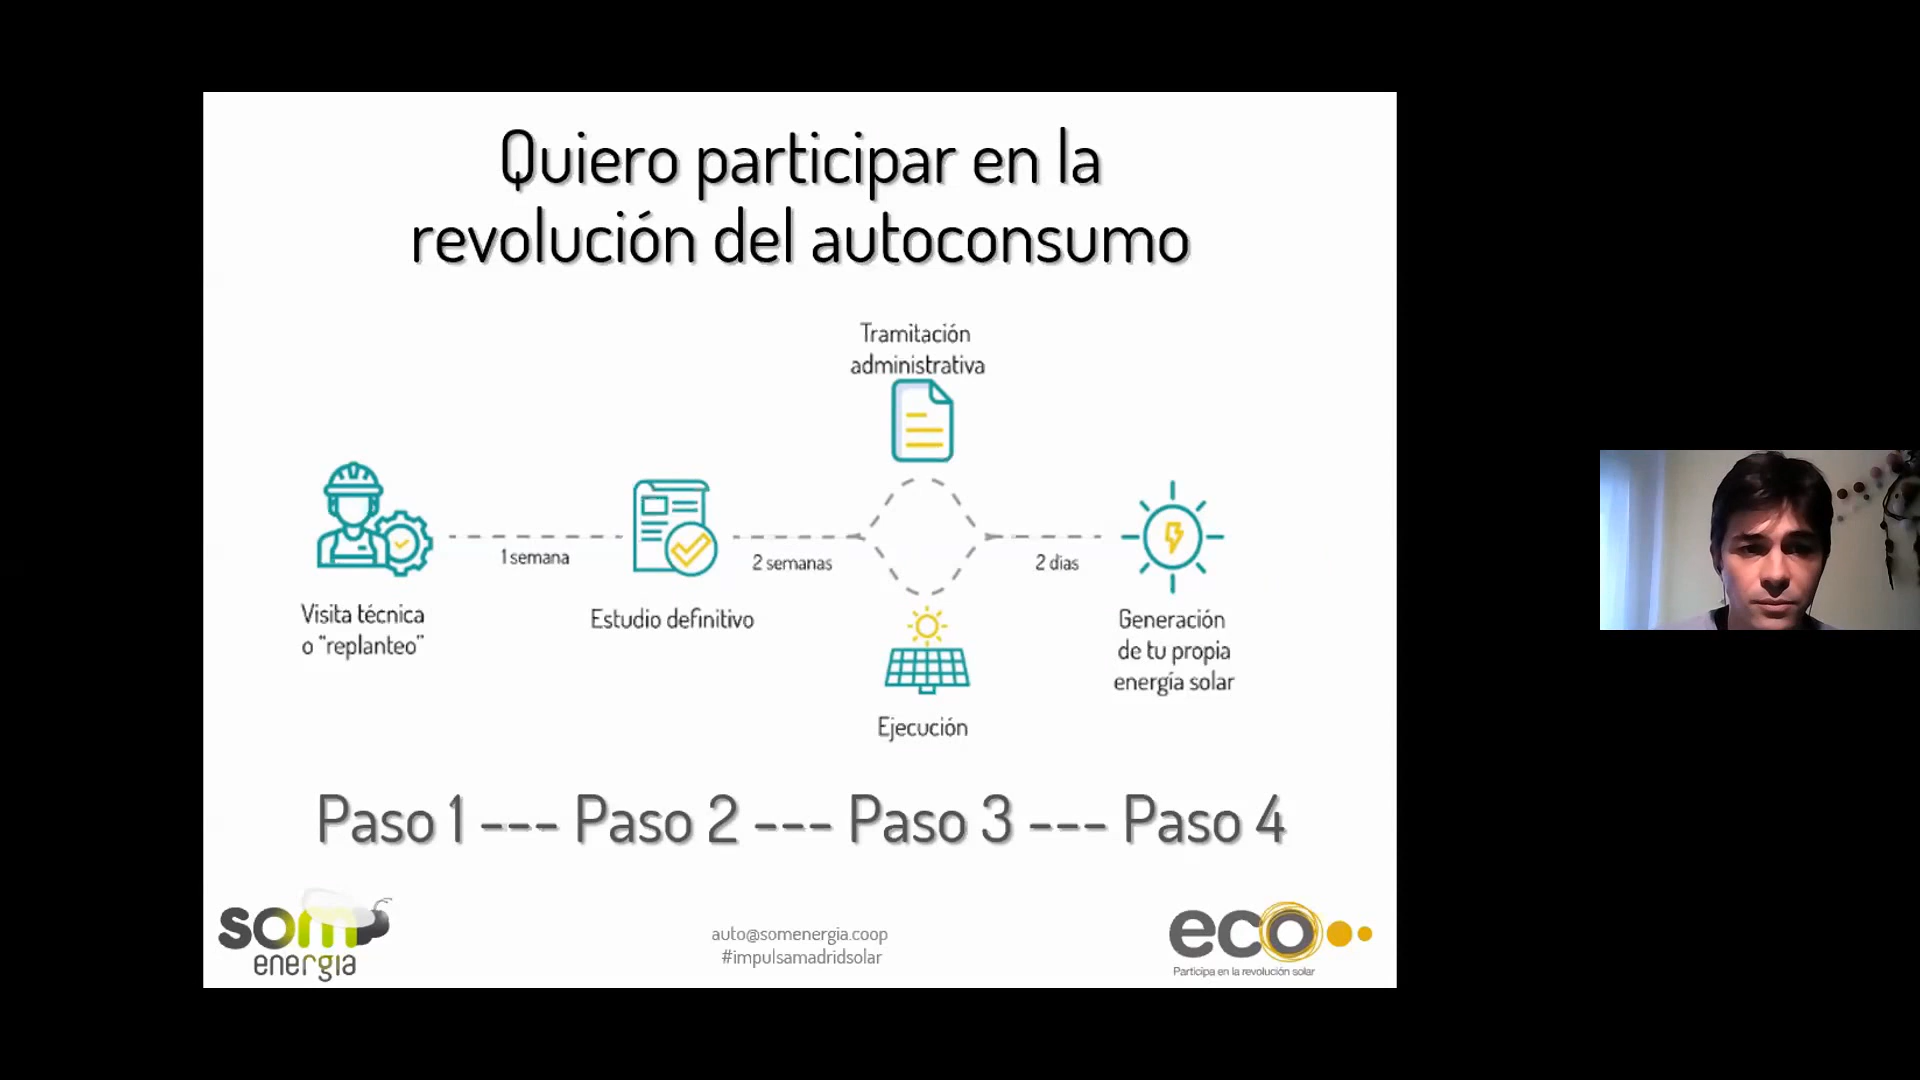 Quiero participar en la
revolución del autoconsumo
Tramitación
administrativa
1 semana
2 semanas
2 días
Visita técnica
o “replanteo”
Estudio definitivo
Generación
de tu propia
energía solar
Ejecución
Paso 1 --- Paso 2 --- Paso 3 --- Paso 4
som
energia
auto@somenergia.coop
#impulsamadridsolar
eco
Participa en la revolución solar